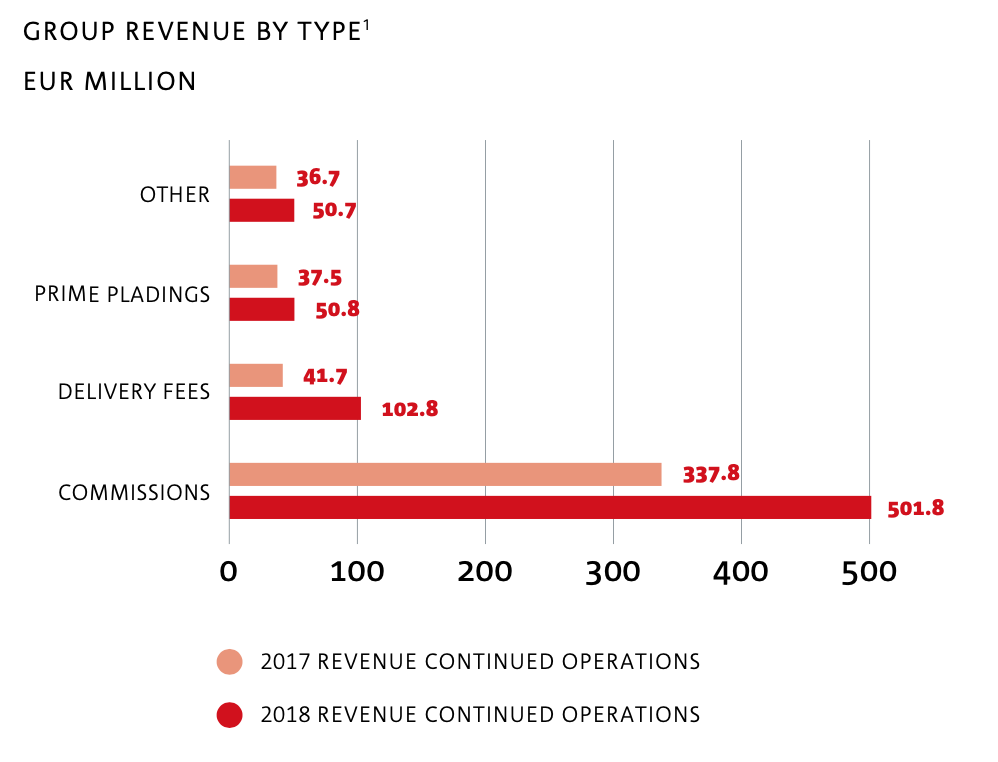 GROUP REVENUE BY TYPE¹
EUR MILLION
36.7
OTHER
50.7
37.5
PRIME PLADINGS
50.8
41.7
DELIVERY FEES
102.8
337.8
COMMISSIONS
501.8
0 100 200 300 400 500
2017 REVENUE CONTINUED OPERATIONS
2018 REVENUE CONTINUED OPERATIONS